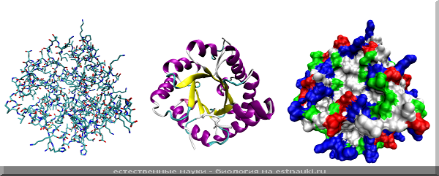 естественные науки - биология на estnauki.ru